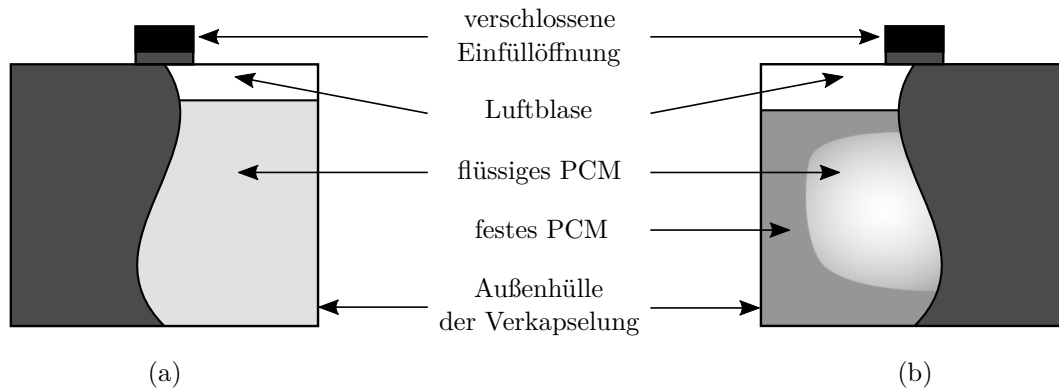 verschlossene
Einfüllöffnung
Luftblase
flüssiges PCM
festes PCM
Außenhülle
der Verkapselung
(a)
(b)